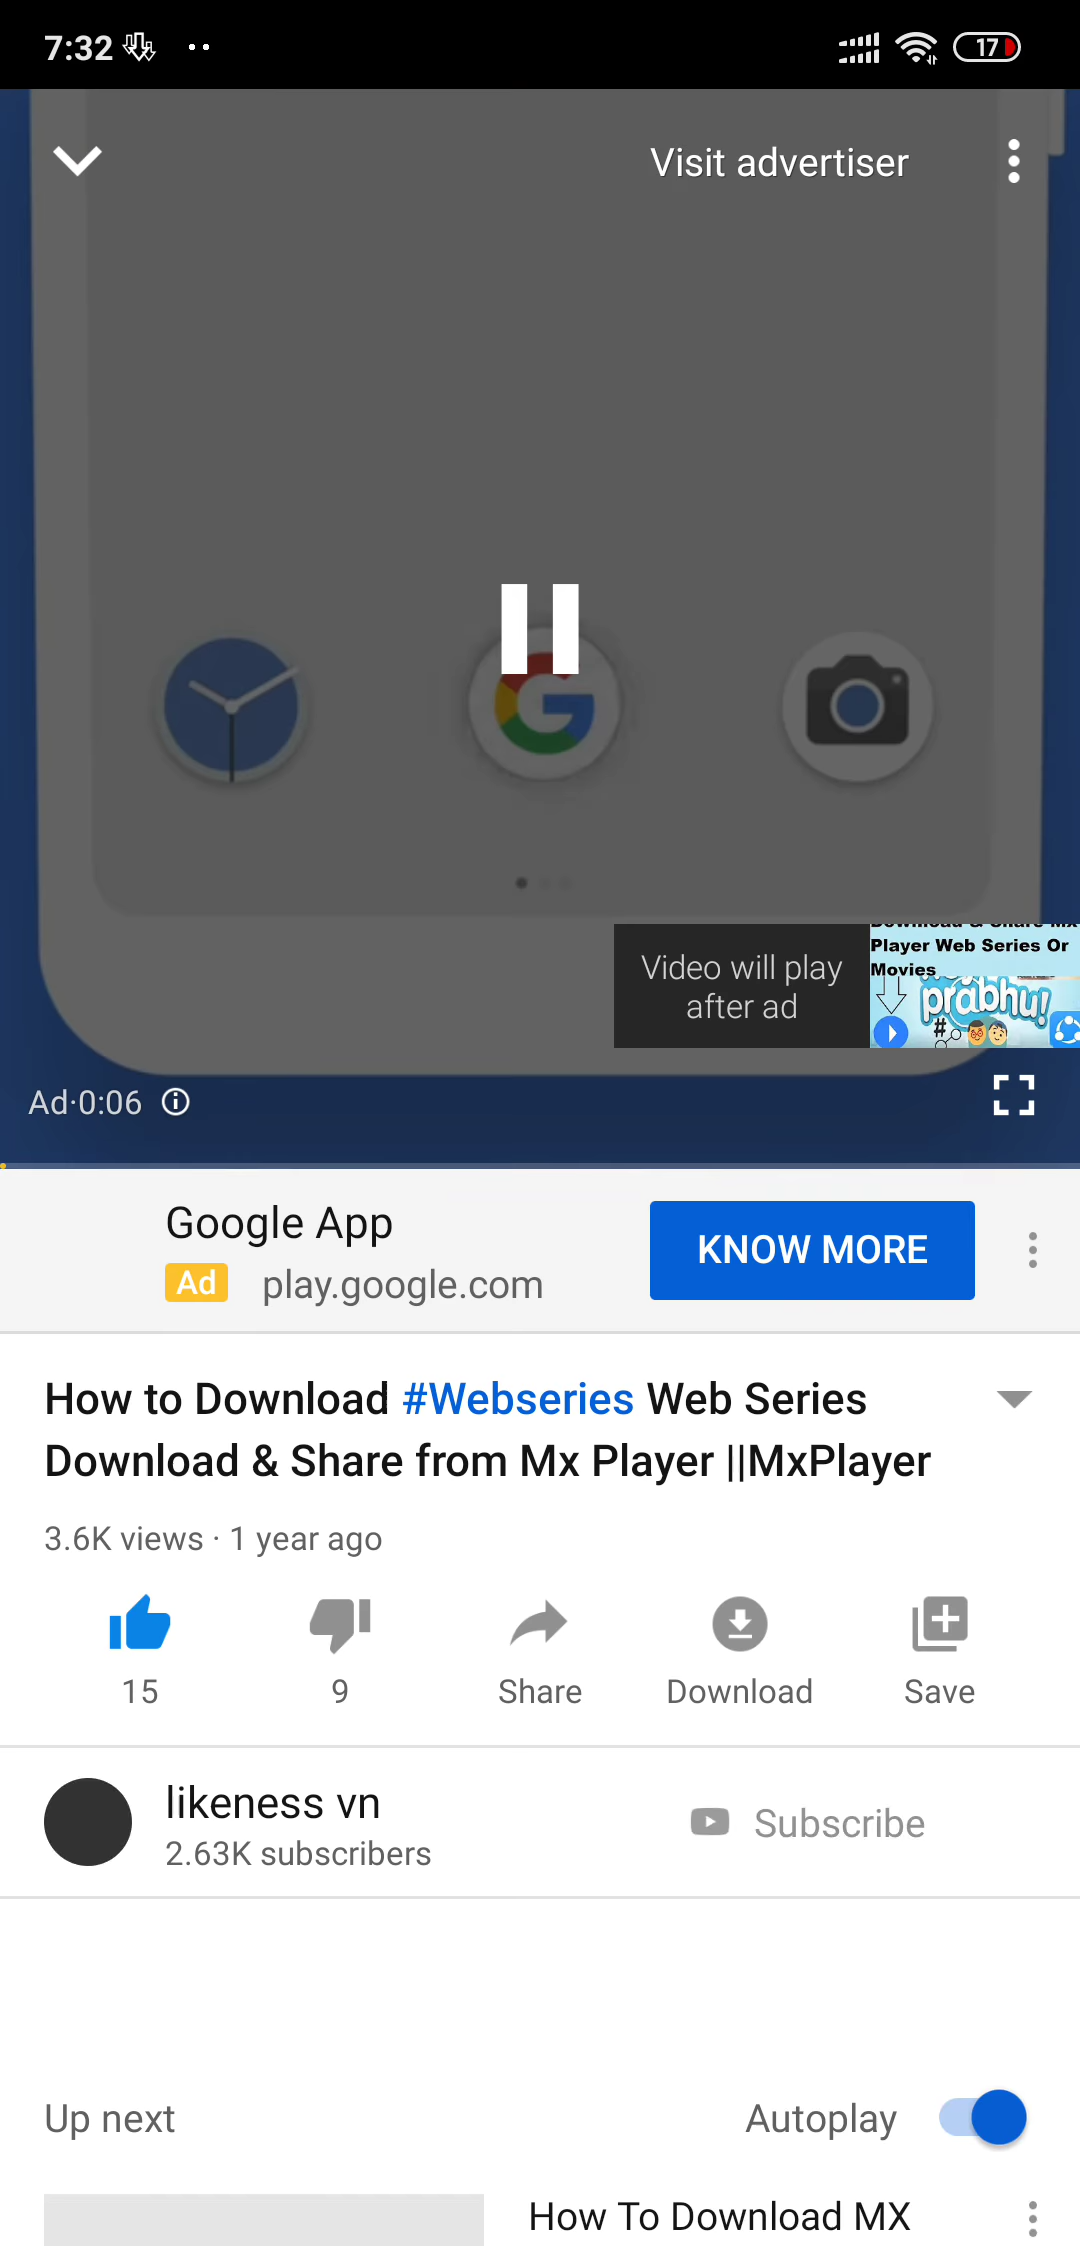 7:32
17
Visit advertiser
Player Web Series Or
Movies
prabhu!
#
Video will play
after ad
Ad·0:06
Google App
Ad play.google.com
KNOW MORE
How to Download #Webseries Web Series
Download & Share from Mx Player ||MxPlayer
3.6K views · 1 year ago
15
9
Share
Download
Save
likeness vn
2.63K subscribers
Subscribe
Up next
Autoplay
How To Download MX